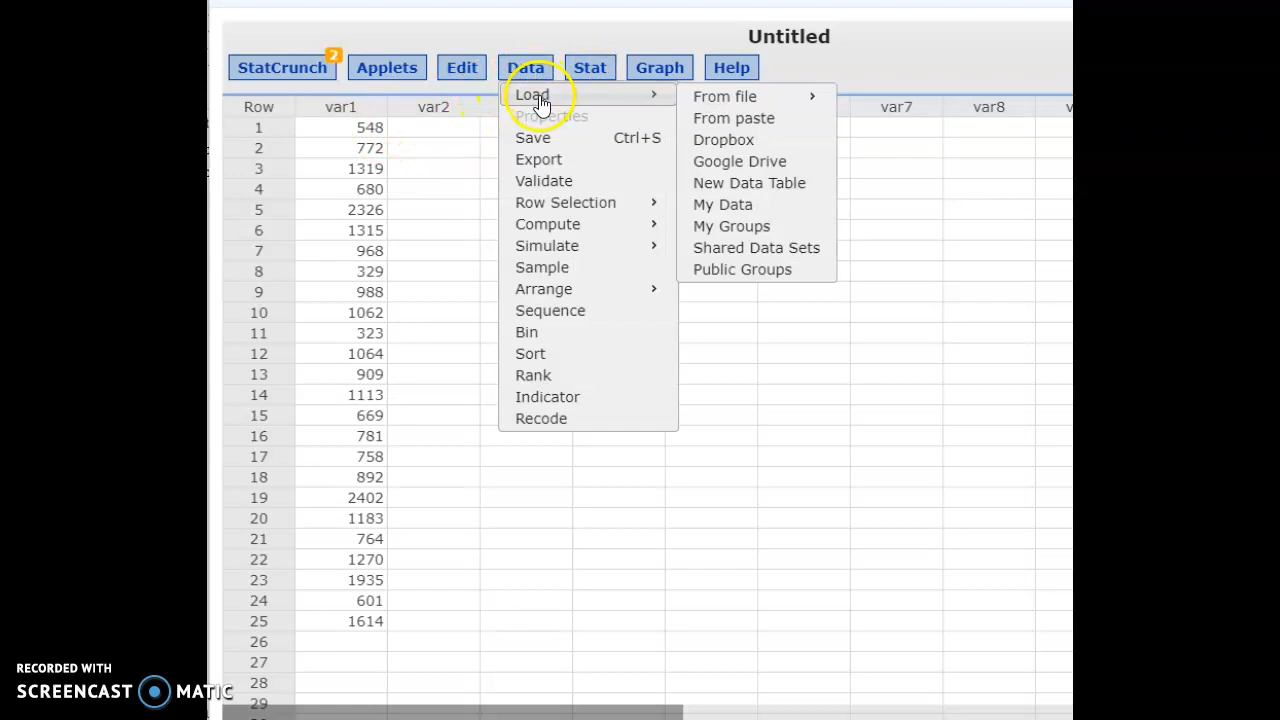 Untitled
StatCrunch 2 Applets Edit Data Stat Graph Help
Row var1 var2 var7 var8
Load >
Properties
Save Ctrl+S
Export
Validate
Row Selection >
Compute >
Simulate >
Sample
Arrange >
Sequence
Bin
Sort
Rank
Indicator
Recode
From file >
From paste
Dropbox
Google Drive
New Data Table
My Data
My Groups
Shared Data Sets
Public Groups
1 548
2 772
3 1319
4 680
5 2326
6 1315
7 968
8 329
9 988
10 1062
11 323
12 1064
13 909
14 1113
15 669
16 781
17 758
18 892
19 2402
20 1183
21 764
22 1270
23 1935
24 601
25 1614
26
27
28
29
RECORDED WITH
SCREENCAST MATIC